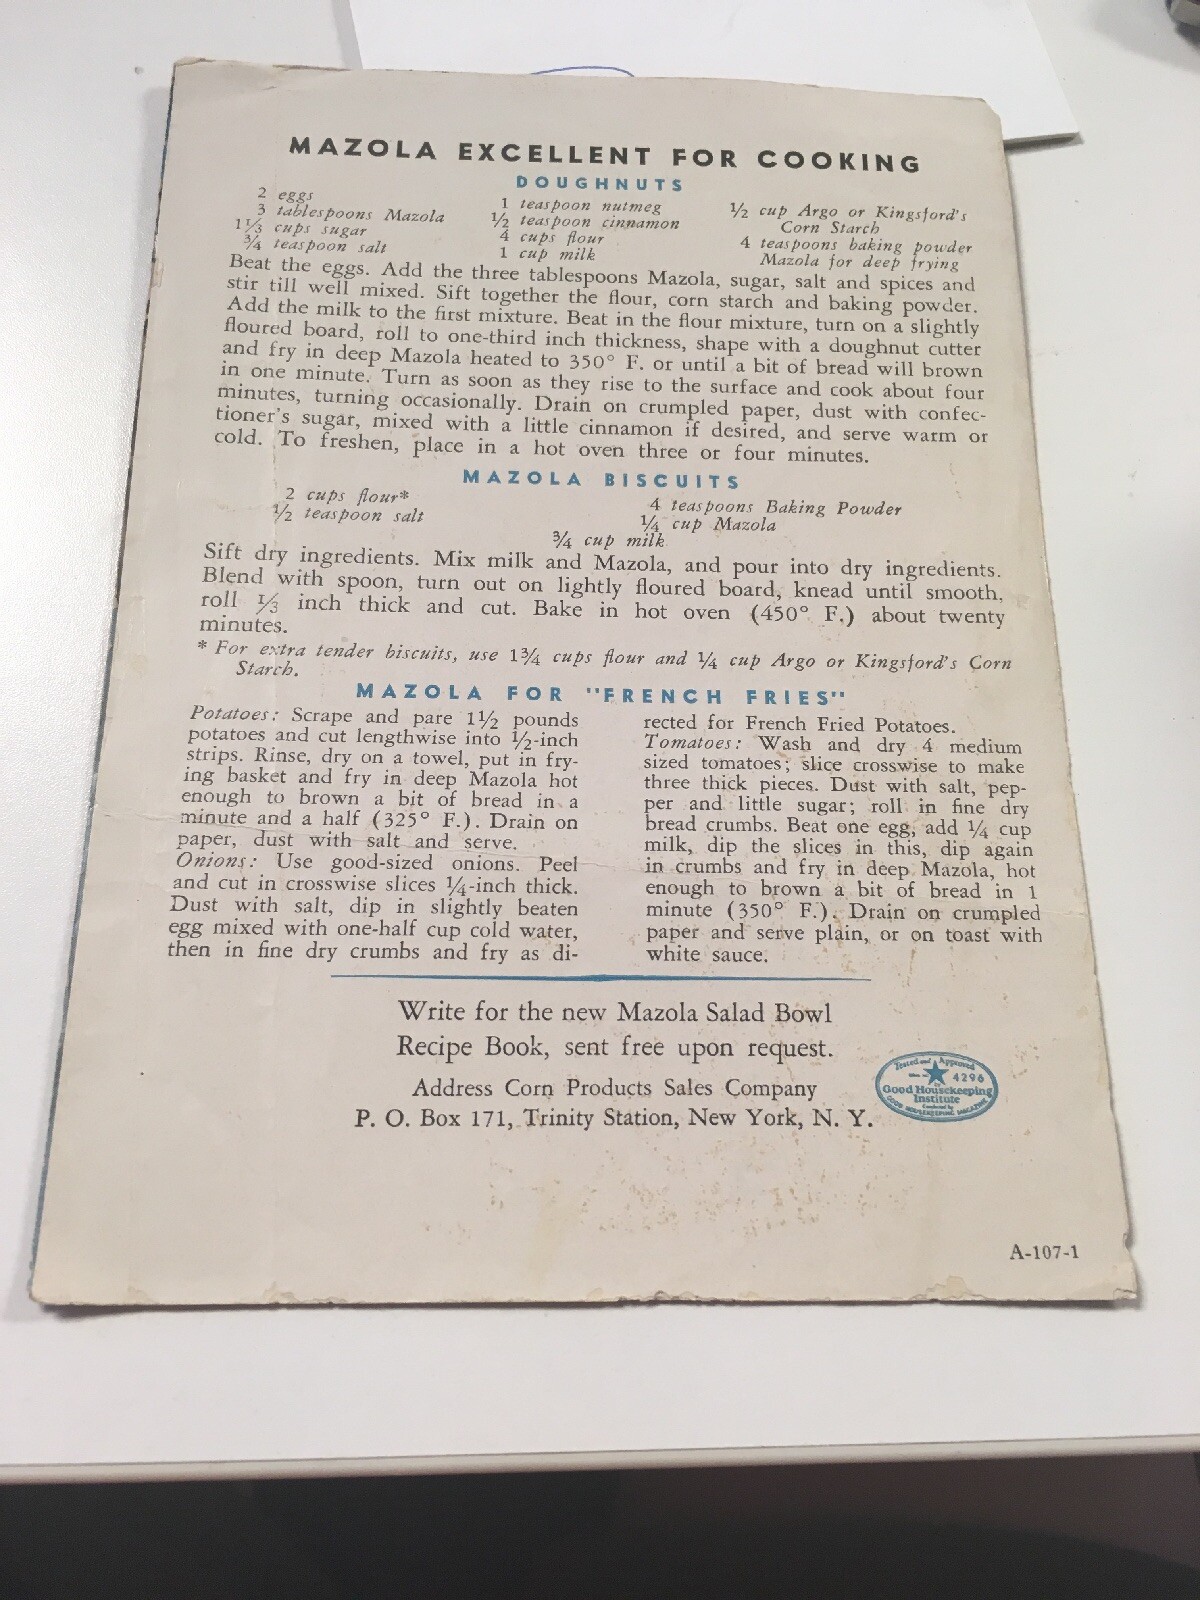 MAZOLA EXCELLENT FOR COOKING
DOUGHNUTS
2 eggs
3 tablespoons Mazola
1⅓ cups sugar
¾ teaspoon salt
1 teaspoon nutmeg
½ teaspoon cinnamon
4 cups flour
1 cup milk
½ cup Argo or Kingsford's
Corn Starch
4 teaspoons baking powder
Mazola for deep frying
Beat the eggs. Add the three tablespoons Mazola, sugar, salt and spices and
stir till well mixed. Sift together the flour, corn starch and baking powder.
Add the milk to the first mixture. Beat in the flour mixture, turn on a slightly
floured board, roll to one-third inch thickness, shape with a doughnut cutter
and fry in deep Mazola heated to 350° F. or until a bit of bread will brown
in one minute. Turn as soon as they rise to the surface and cook about four
minutes, turning occasionally. Drain on crumpled paper, dust with confec-
tioner's sugar, mixed with a little cinnamon if desired, and serve warm or
cold. To freshen, place in a hot oven three or four minutes.
MAZOLA BISCUITS
2 cups flour*
½ teaspoon salt
4 teaspoons Baking Powder
¼ cup Mazola
¾ cup milk
Sift dry ingredients. Mix milk and Mazola, and pour into dry ingredients.
Blend with spoon, turn out on lightly floured board, knead until smooth,
roll ⅓ inch thick and cut. Bake in hot oven (450° F.) about twenty
minutes.
* For extra tender biscuits, use 1¾ cups flour and ¼ cup Argo or Kingsford's Corn
Starch.
MAZOLA FOR "FRENCH FRIES"
Potatoes: Scrape and pare 1½ pounds
potatoes and cut lengthwise into ½-inch
strips. Rinse, dry on a towel, put in fry-
ing basket and fry in deep Mazola hot
enough to brown a bit of bread in a
minute and a half (325° F.). Drain on
paper, dust with salt and serve.
Onions: Use good-sized onions. Peel
and cut in crosswise slices ¼-inch thick.
Dust with salt, dip in slightly beaten
egg mixed with one-half cup cold water,
then in fine dry crumbs and fry as di-
rected for French Fried Potatoes.
Tomatoes: Wash and dry 4 medium
sized tomatoes; slice crosswise to make
three thick pieces. Dust with salt, pep-
per and little sugar; roll in fine dry
bread crumbs. Beat one egg, add ¼ cup
milk, dip the slices in this, dip again
in crumbs and fry in deep Mazola, hot
enough to brown a bit of bread in 1
minute (350° F.). Drain on crumpled
paper and serve plain, or on toast with
white sauce.
Write for the new Mazola Salad Bowl
Recipe Book, sent free upon request.
Address Corn Products Sales Company
P. O. Box 171, Trinity Station, New York, N. Y.
Tested and Approved
4296
Good Housekeeping
Institute
Conducted by
GOOD HOUSEKEEPING MAGAZINE
A-107-1